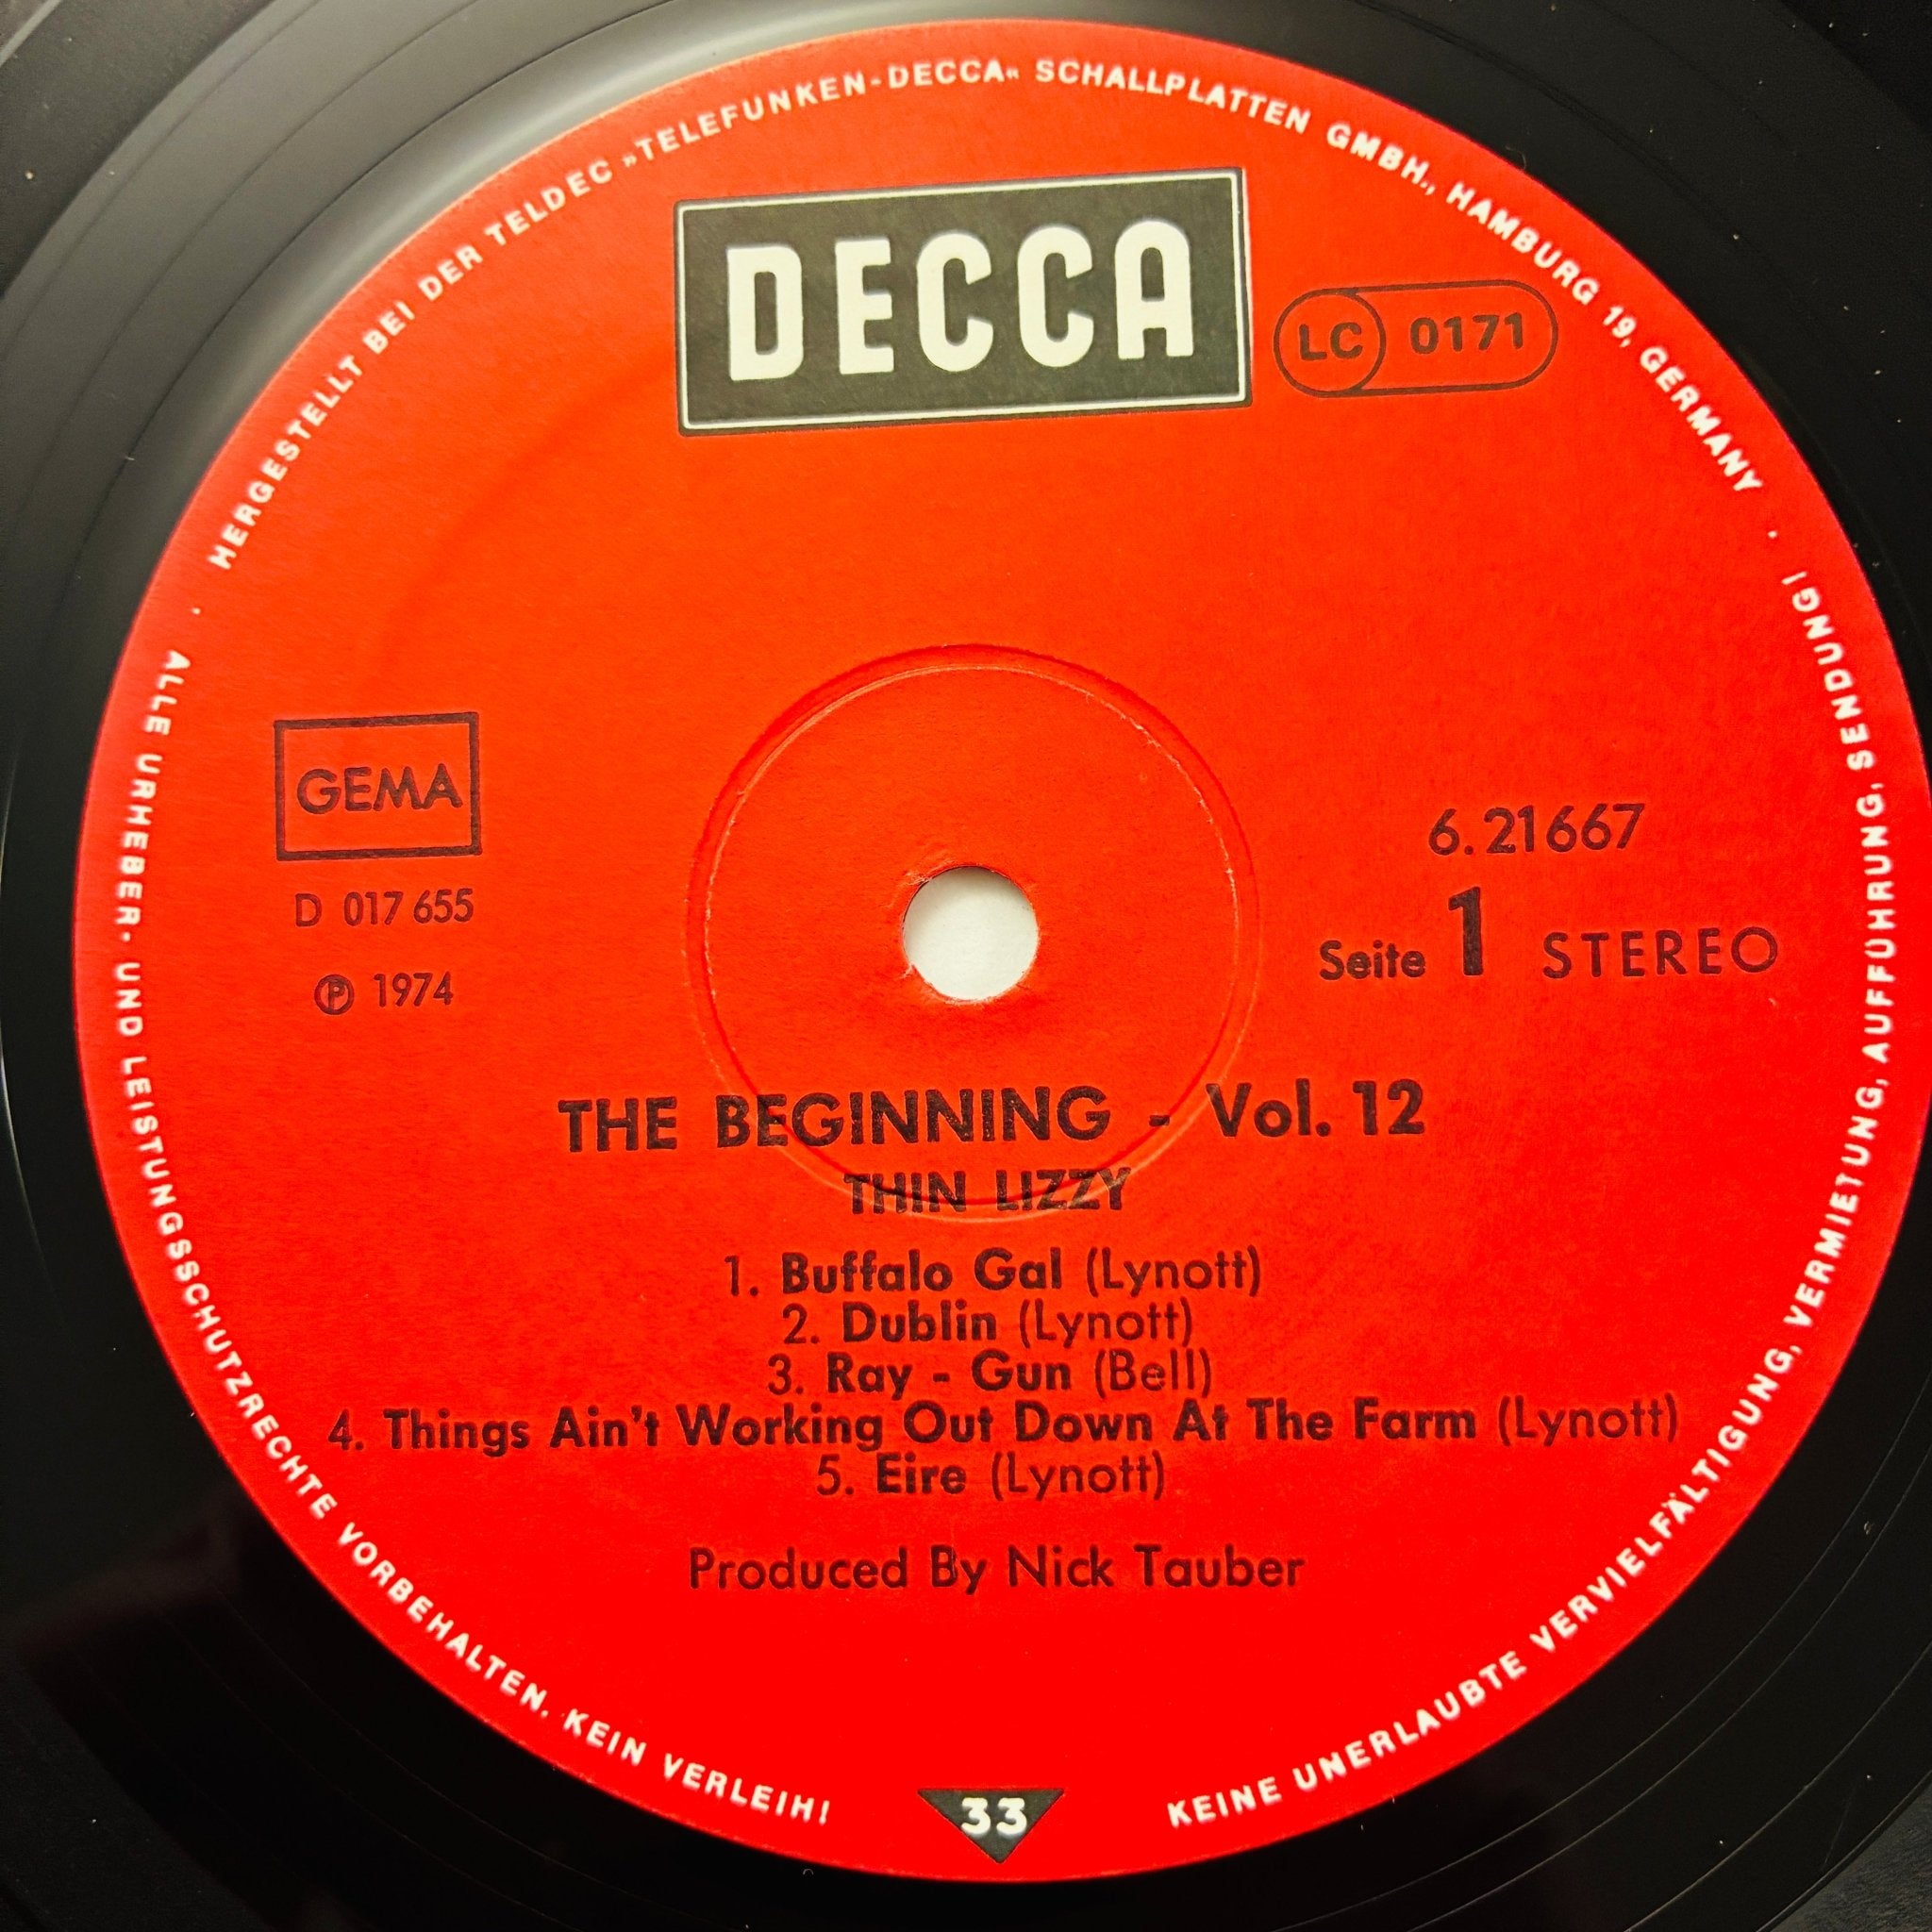 HERGESTELLT BEI DER TELDEC »TELEFUNKEN-DECCA« SCHALLPLATTEN GMBH., HAMBURG 19, GERMANY ·
DECCA
LC 0171
GEMA
D 017 655
℗ 1974
6.21667
Seite 1 STEREO
THE BEGINNING - Vol. 12
THIN LIZZY
1. Buffalo Gal (Lynott)
2. Dublin (Lynott)
3. Ray - Gun (Bell)
4. Things Ain't Working Out Down At The Farm (Lynott)
5. Eire (Lynott)
Produced By Nick Tauber
33
· ALLE URHEBER- UND LEISTUNGSSCHUTZRECHTE VORBEHALTEN. KEIN VERLEIH!
KEINE UNERLAUBTE VERVIELFÄLTIGUNG, VERMIETUNG, AUFFÜHRUNG, SENDUNG!